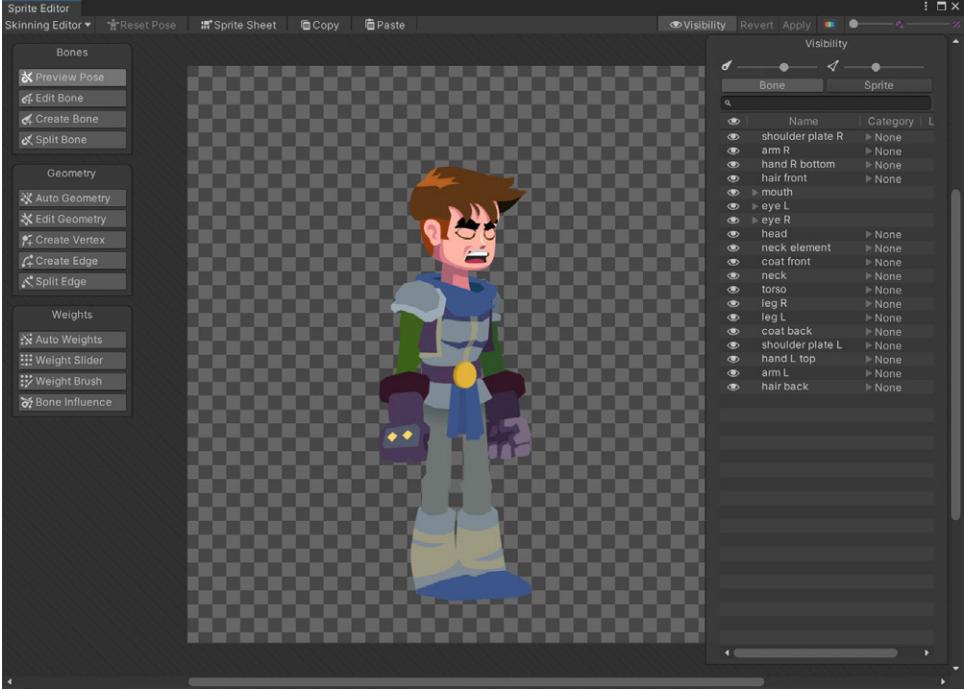 Sprite Editor
Skinning Editor Reset Pose Sprite Sheet Copy Paste Visibility Revert Apply
Bones
Preview Pose
Edit Bone
Create Bone
Split Bone
Geometry
Auto Geometry
Edit Geometry
Create Vertex
Create Edge
Split Edge
Weights
Auto Weights
Weight Slider
Weight Brush
Bone Influence
Visibility
Bone Sprite
Name Category L
shoulder plate R None
arm R None
hand R bottom None
hair front None
mouth
eye L
eye R
head None
neck element None
coat front None
neck None
torso None
leg R None
leg L None
coat back None
shoulder plate L None
hand L top None
arm L None
hair back None